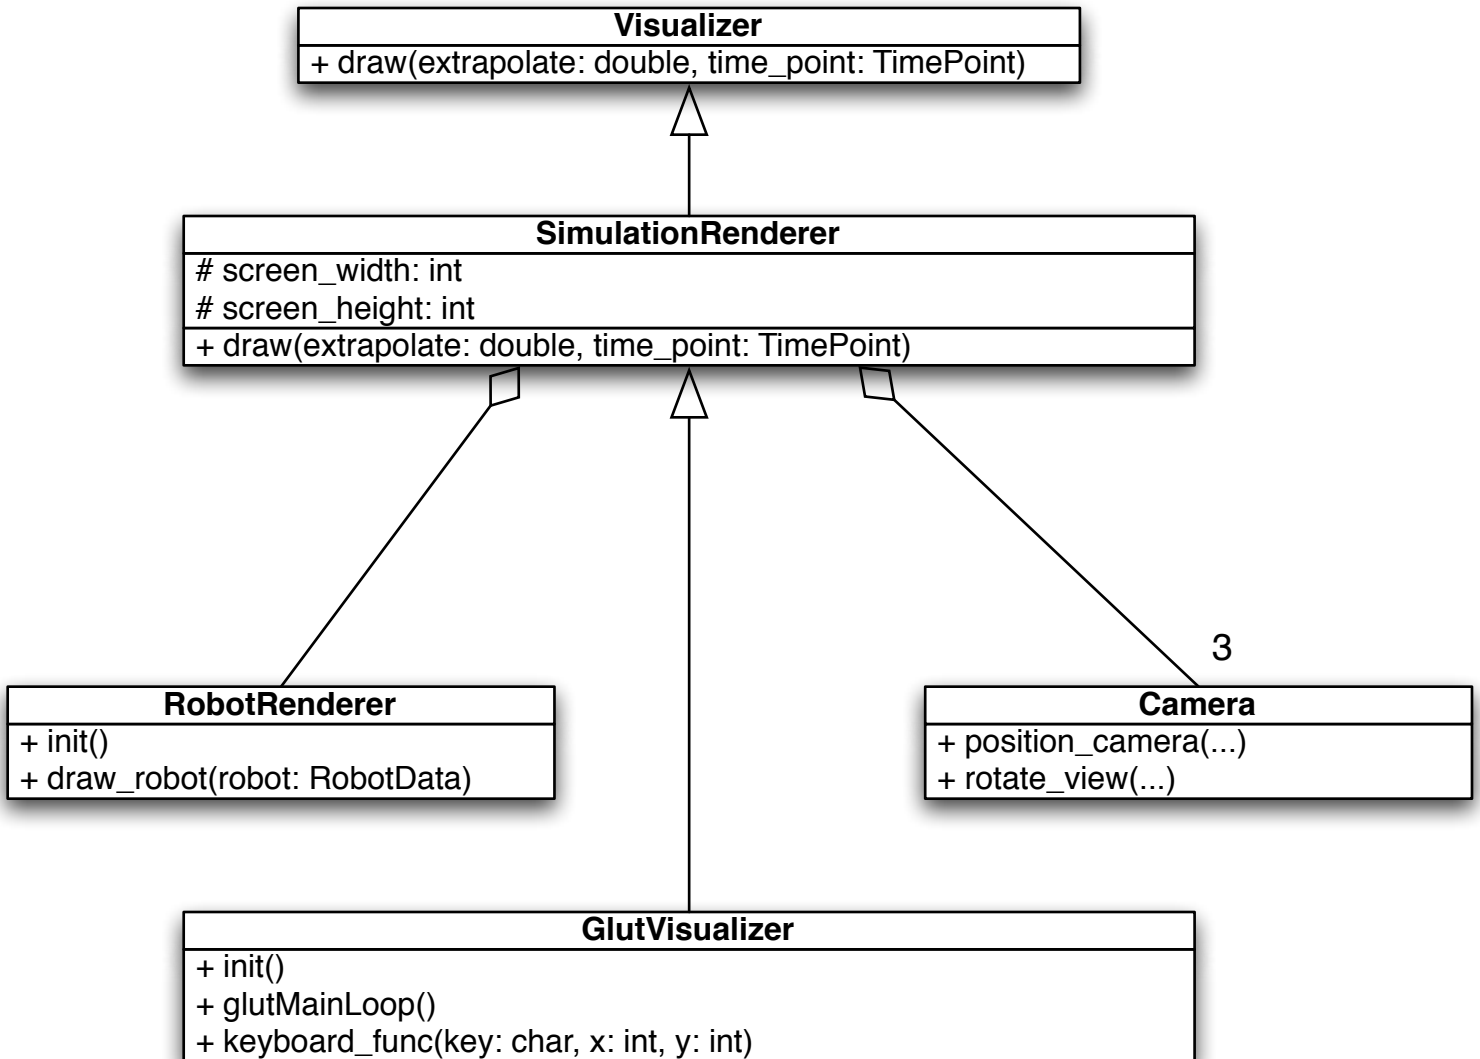 Visualizer
+ draw(extrapolate: double, time_point: TimePoint)
SimulationRenderer
# screen_width: int
# screen_height: int
+ draw(extrapolate: double, time_point: TimePoint)
3
RobotRenderer
+ init()
+ draw_robot(robot: RobotData)
Camera
+ position_camera(...)
+ rotate_view(...)
GlutVisualizer
+ init()
+ glutMainLoop()
+ keyboard_func(key: char, x: int, y: int)